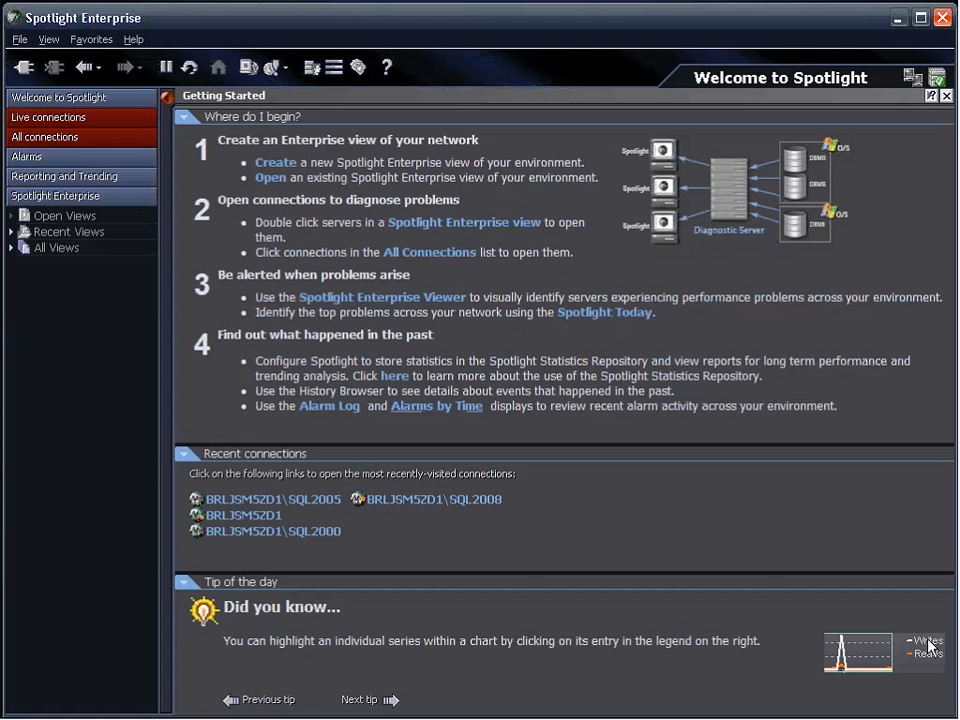 Spotlight Enterprise
File View Favorites Help
Welcome to Spotlight
Welcome to Spotlight
Live connections
All connections
Alarms
Reporting and Trending
Spotlight Enterprise
Open Views
Recent Views
All Views
Getting Started
Where do I begin?
1 Create an Enterprise view of your network
• Create a new Spotlight Enterprise view of your environment.
• Open an existing Spotlight Enterprise view of your environment.
2 Open connections to diagnose problems
• Double click servers in a Spotlight Enterprise view to open
them.
• Click connections in the All Connections list to open them.
Spotlight
Spotlight
Spotlight
Diagnostic Server
DBMS
DBMS
DBMS
O/S
O/S
3 Be alerted when problems arise
• Use the Spotlight Enterprise Viewer to visually identify servers experiencing performance problems across your environment.
• Identify the top problems across your network using the Spotlight Today.
4 Find out what happened in the past
• Configure Spotlight to store statistics in the Spotlight Statistics Repository and view reports for long term performance and
trending analysis. Click here to learn more about the use of the Spotlight Statistics Repository.
• Use the History Browser to see details about events that happened in the past.
• Use the Alarm Log and Alarms by Time displays to review recent alarm activity across your environment.
Recent connections
Click on the following links to open the most recently-visited connections:
BRLJSM5ZD1\SQL2005 BRLJSM5ZD1\SQL2008
BRLJSM5ZD1
BRLJSM5ZD1\SQL2000
Tip of the day
Did you know...
You can highlight an individual series within a chart by clicking on its entry in the legend on the right.
Writes
Reads
Previous tip Next tip